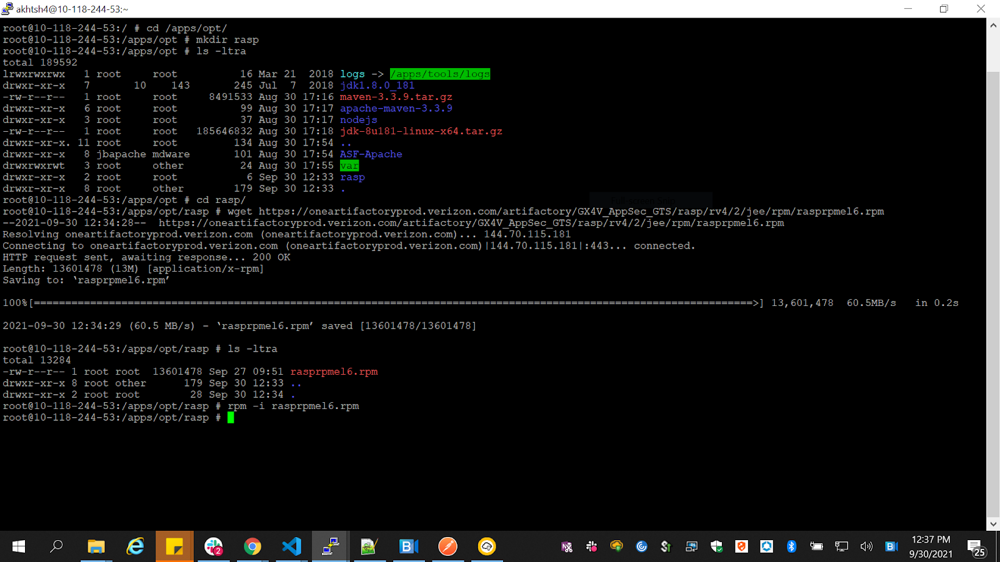 akhtsh4@10-118-244-53:~
root@10-118-244-53:/ # cd /apps/opt/
root@10-118-244-53:/apps/opt # mkdir rasp
root@10-118-244-53:/apps/opt # ls -ltra
total 189592
lrwxrwxrwx   1 root     root          16 Mar 21  2018 logs -> /apps/tools/logs
drwxr-xr-x   7       10    143       245 Jul  7  2018 jdk1.8.0_181
-rw-r--r--   1 root     root     8491533 Aug 30 17:16 maven-3.3.9.tar.gz
drwxr-xr-x   6 root     root          99 Aug 30 17:17 apache-maven-3.3.9
drwxr-xr-x   3 root     root          37 Aug 30 17:17 nodejs
-rw-r--r--   1 root     root   185646832 Aug 30 17:18 jdk-8u181-linux-x64.tar.gz
drwxr-xr-x. 11 root     root         134 Aug 30 17:54 ..
drwxr-xr-x   8 jbapache mdware       101 Aug 30 17:54 ASF-Apache
drwxrwxrwt   3 root     other         24 Aug 30 17:55 var
drwxr-xr-x   2 root     root           6 Sep 30 12:33 rasp
drwxr-xr-x   8 root     other        179 Sep 30 12:33 .
root@10-118-244-53:/apps/opt # cd rasp/
Full-screen Snip
root@10-118-244-53:/apps/opt/rasp # wget https://oneartifactoryprod.verizon.com/artifactory/GX4V_AppSec_GTS/rasp/rv4/2/jee/rpm/rasprpmel6.rpm
--2021-09-30 12:34:28--  https://oneartifactoryprod.verizon.com/artifactory/GX4V_AppSec_GTS/rasp/rv4/2/jee/rpm/rasprpmel6.rpm
Resolving oneartifactoryprod.verizon.com (oneartifactoryprod.verizon.com)... 144.70.115.181
Connecting to oneartifactoryprod.verizon.com (oneartifactoryprod.verizon.com)|144.70.115.181|:443... connected.
HTTP request sent, awaiting response... 200 OK
Length: 13601478 (13M) [application/x-rpm]
Saving to: ‘rasprpmel6.rpm’
100%[===================================================================================================================>] 13,601,478  60.5MB/s   in 0.2s
2021-09-30 12:34:29 (60.5 MB/s) - ‘rasprpmel6.rpm’ saved [13601478/13601478]
root@10-118-244-53:/apps/opt/rasp # ls -ltra
total 13284
-rw-r--r-- 1 root root  13601478 Sep 27 09:51 rasprpmel6.rpm
drwxr-xr-x 8 root other      179 Sep 30 12:33 ..
drwxr-xr-x 2 root root        28 Sep 30 12:34 .
root@10-118-244-53:/apps/opt/rasp # rpm -i rasprpmel6.rpm
root@10-118-244-53:/apps/opt/rasp #
12:37 PM
9/30/2021
2
25